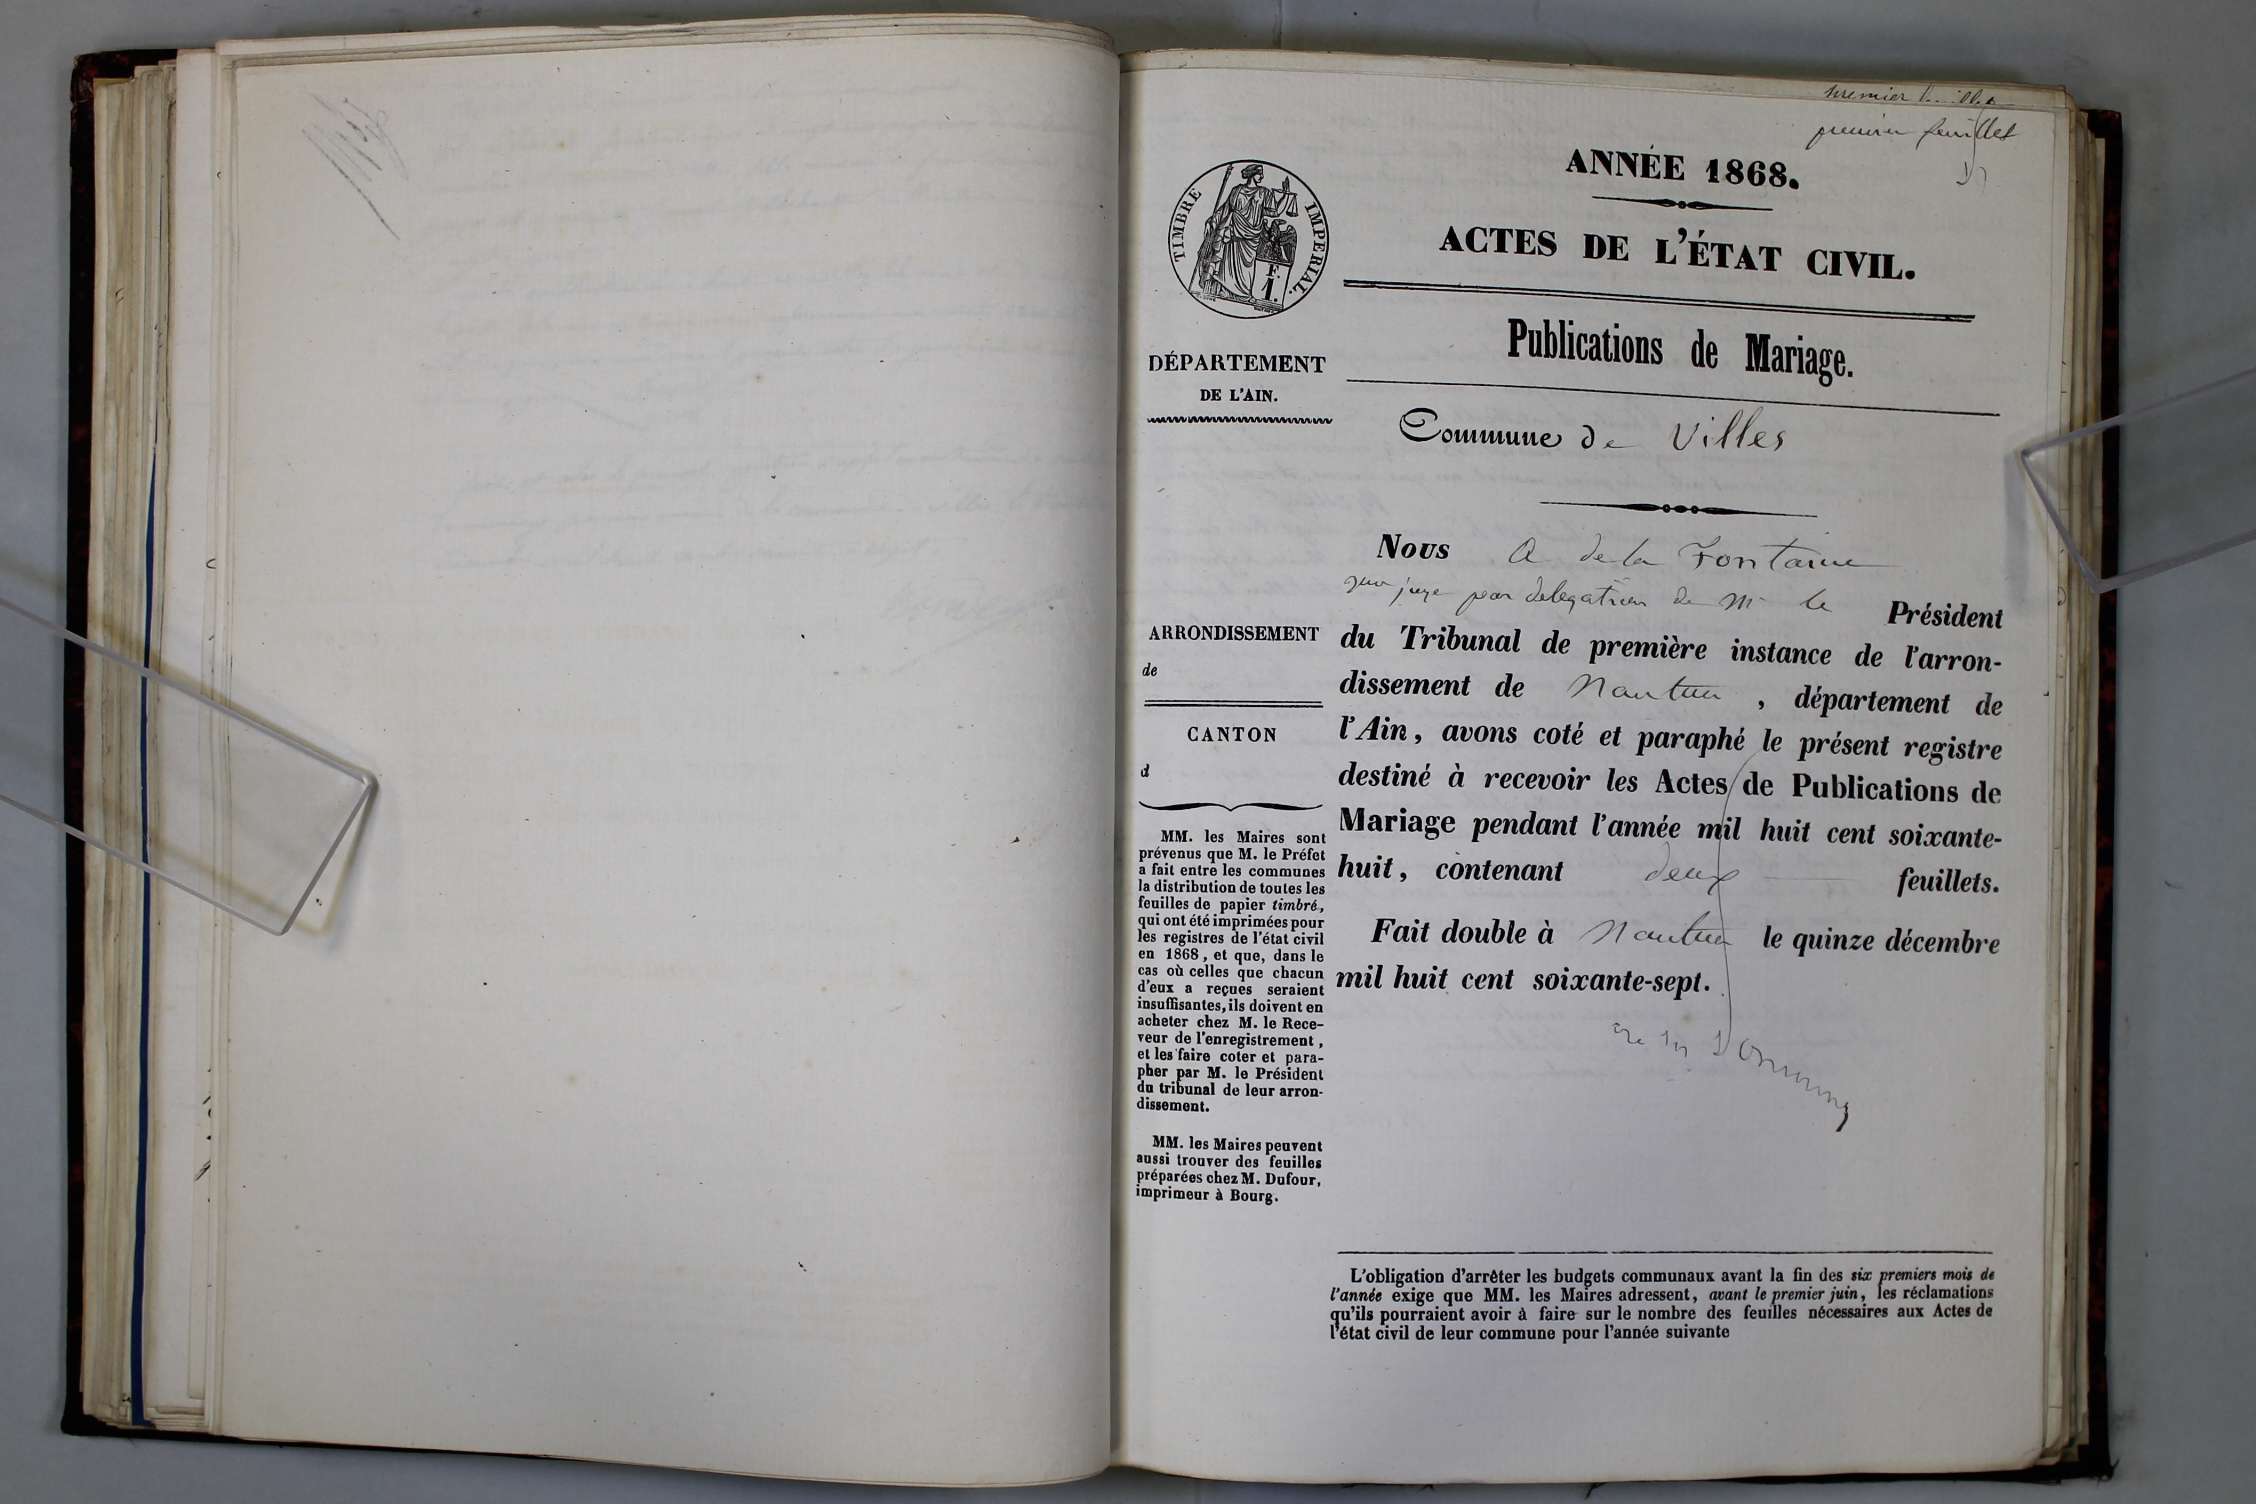 premier feuillet
ANNÉE 1868.
ACTES DE L'ÉTAT CIVIL.
TIMBRE IMPÉRIAL.
F.
1.
Publications de Mariage.
DÉPARTEMENT
DE L'AIN.
Commune de Villes
Nous A de la Fontaine
juge par delegation de Mr le Président
du Tribunal de première instance de l'arron-
dissement de Nantua, département de
l'Ain, avons coté et paraphé le présent registre
destiné à recevoir les Actes de Publications de
Mariage pendant l'année mil huit cent soixante-
huit, contenant deux feuillets.
Fait double à Nantua le quinze décembre
mil huit cent soixante-sept.
ARRONDISSEMENT
de
CANTON
d
MM. les Maires sont
prévenus que M. le Préfet
a fait entre les communes
la distribution de toutes les
feuilles de papier timbré,
qui ont été imprimées pour
les registres de l'état civil
en 1868, et que, dans le
cas où celles que chacun
d'eux a reçues seraient
insuffisantes, ils doivent en
acheter chez M. le Rece-
veur de l'enregistrement,
et les faire coter et para-
pher par M. le Président
du tribunal de leur arron-
dissement.
MM. les Maires peuvent
aussi trouver des feuilles
préparées chez M. Dufour,
imprimeur à Bourg.
L'obligation d'arrêter les budgets communaux avant la fin des six premiers mois de
l'année exige que MM. les Maires adressent, avant le premier juin, les réclamations
qu'ils pourraient avoir à faire sur le nombre des feuilles nécessaires aux Actes de
l'état civil de leur commune pour l'année suivante